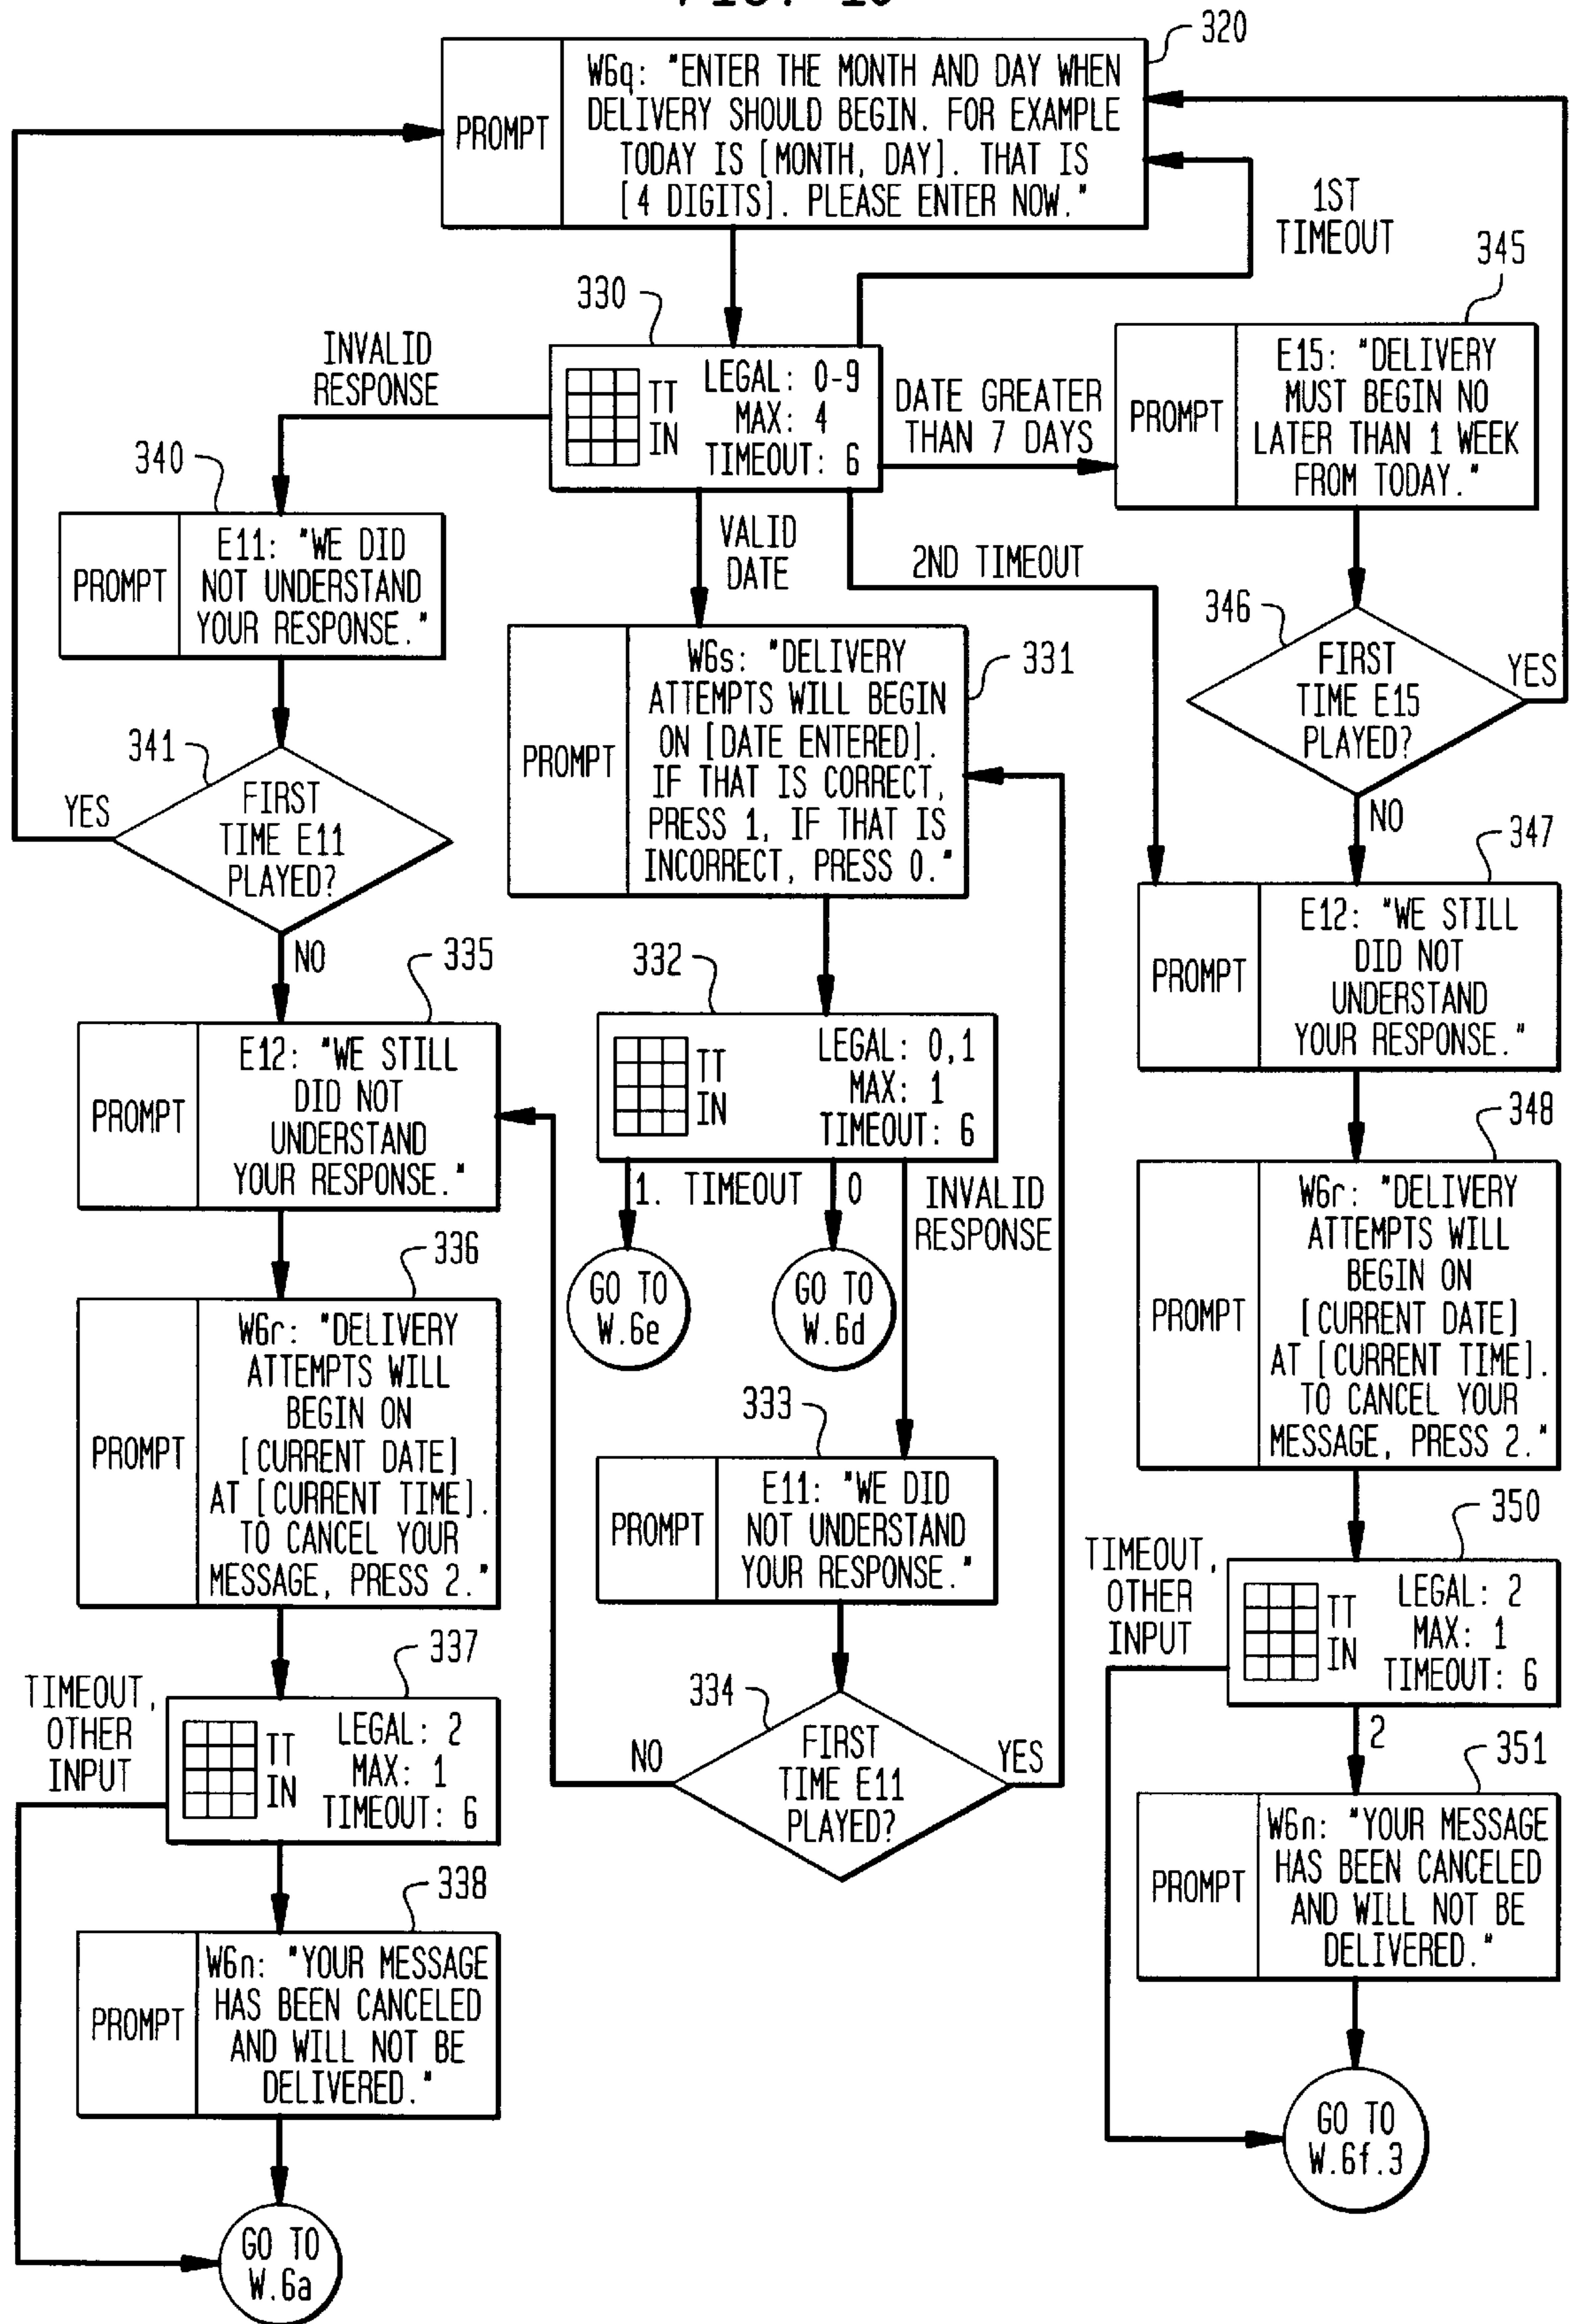 320
W6q: "ENTER THE MONTH AND DAY WHEN
DELIVERY SHOULD BEGIN. FOR EXAMPLE
TODAY IS [MONTH, DAY]. THAT IS
[4 DIGITS]. PLEASE ENTER NOW."
PROMPT
1ST
TIMEOUT
345
330
INVALID
RESPONSE
TT
IN
LEGAL: 0-9
MAX: 4
TIMEOUT: 6
DATE GREATER
THAN 7 DAYS
PROMPT
E15: "DELIVERY
MUST BEGIN NO
LATER THAN 1 WEEK
FROM TODAY."
340
PROMPT
E11: "WE DID
NOT UNDERSTAND
YOUR RESPONSE."
VALID
DATE
2ND TIMEOUT
346
FIRST
TIME E15
PLAYED?
YES
NO
331
PROMPT
W6s: "DELIVERY
ATTEMPTS WILL BEGIN
ON [DATE ENTERED].
IF THAT IS CORRECT,
PRESS 1, IF THAT IS
INCORRECT, PRESS 0."
341
YES
FIRST
TIME E11
PLAYED?
NO
347
PROMPT
E12: "WE STILL
DID NOT
UNDERSTAND
YOUR RESPONSE."
335
PROMPT
E12: "WE STILL
DID NOT
UNDERSTAND
YOUR RESPONSE."
332
TT
IN
LEGAL: 0,1
MAX: 1
TIMEOUT: 6
1. TIMEOUT
0
INVALID
RESPONSE
GO TO
W.6e
GO TO
W.6d
348
PROMPT
W6r: "DELIVERY
ATTEMPTS WILL
BEGIN ON
[CURRENT DATE]
AT [CURRENT TIME].
TO CANCEL YOUR
MESSAGE, PRESS 2."
336
PROMPT
W6r: "DELIVERY
ATTEMPTS WILL
BEGIN ON
[CURRENT DATE]
AT [CURRENT TIME].
TO CANCEL YOUR
MESSAGE, PRESS 2."
333
PROMPT
E11: "WE DID
NOT UNDERSTAND
YOUR RESPONSE."
350
TIMEOUT,
OTHER
INPUT
TT
IN
LEGAL: 2
MAX: 1
TIMEOUT: 6
2
337
TIMEOUT,
OTHER
INPUT
TT
IN
LEGAL: 2
MAX: 1
TIMEOUT: 6
334
NO
FIRST
TIME E11
PLAYED?
YES
351
PROMPT
W6n: "YOUR MESSAGE
HAS BEEN CANCELED
AND WILL NOT BE
DELIVERED."
338
PROMPT
W6n: "YOUR MESSAGE
HAS BEEN CANCELED
AND WILL NOT BE
DELIVERED."
GO TO
W.6f.3
GO TO
W.6a